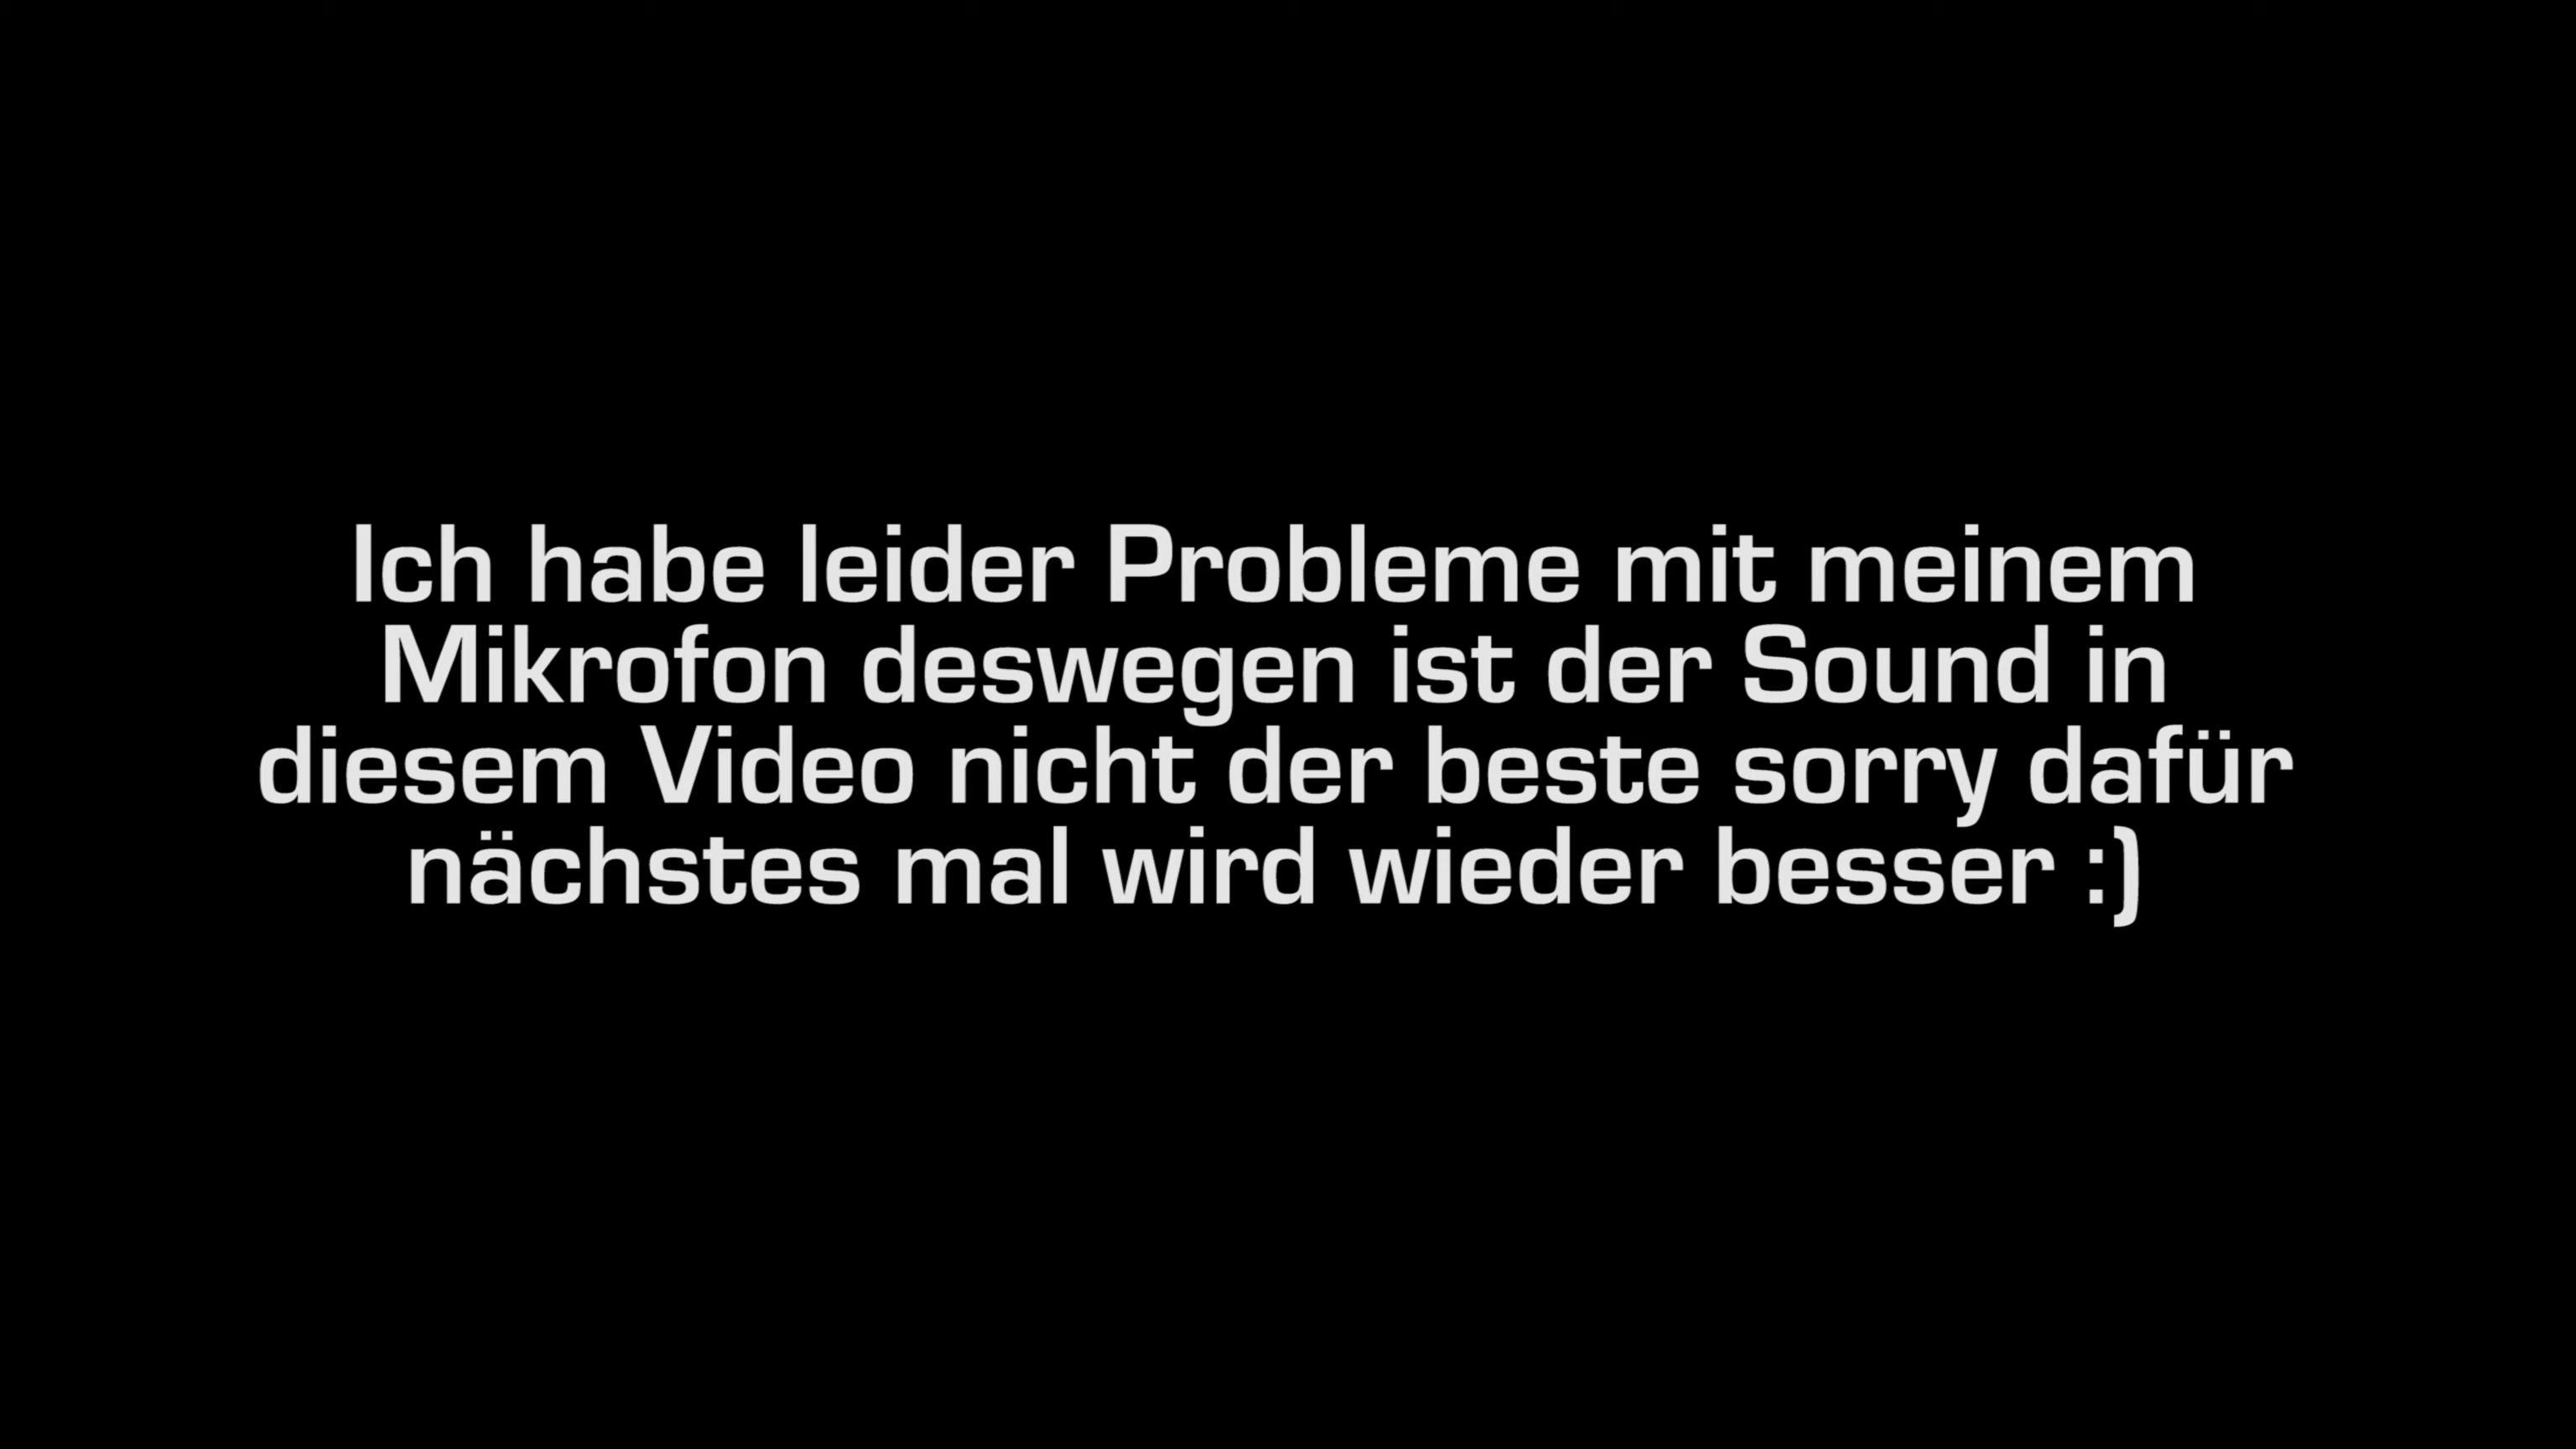 Ich habe leider Probleme mit meinem
Mikrofon deswegen ist der Sound in
diesem Video nicht der beste sorry dafür
nächstes mal wird wieder besser :)